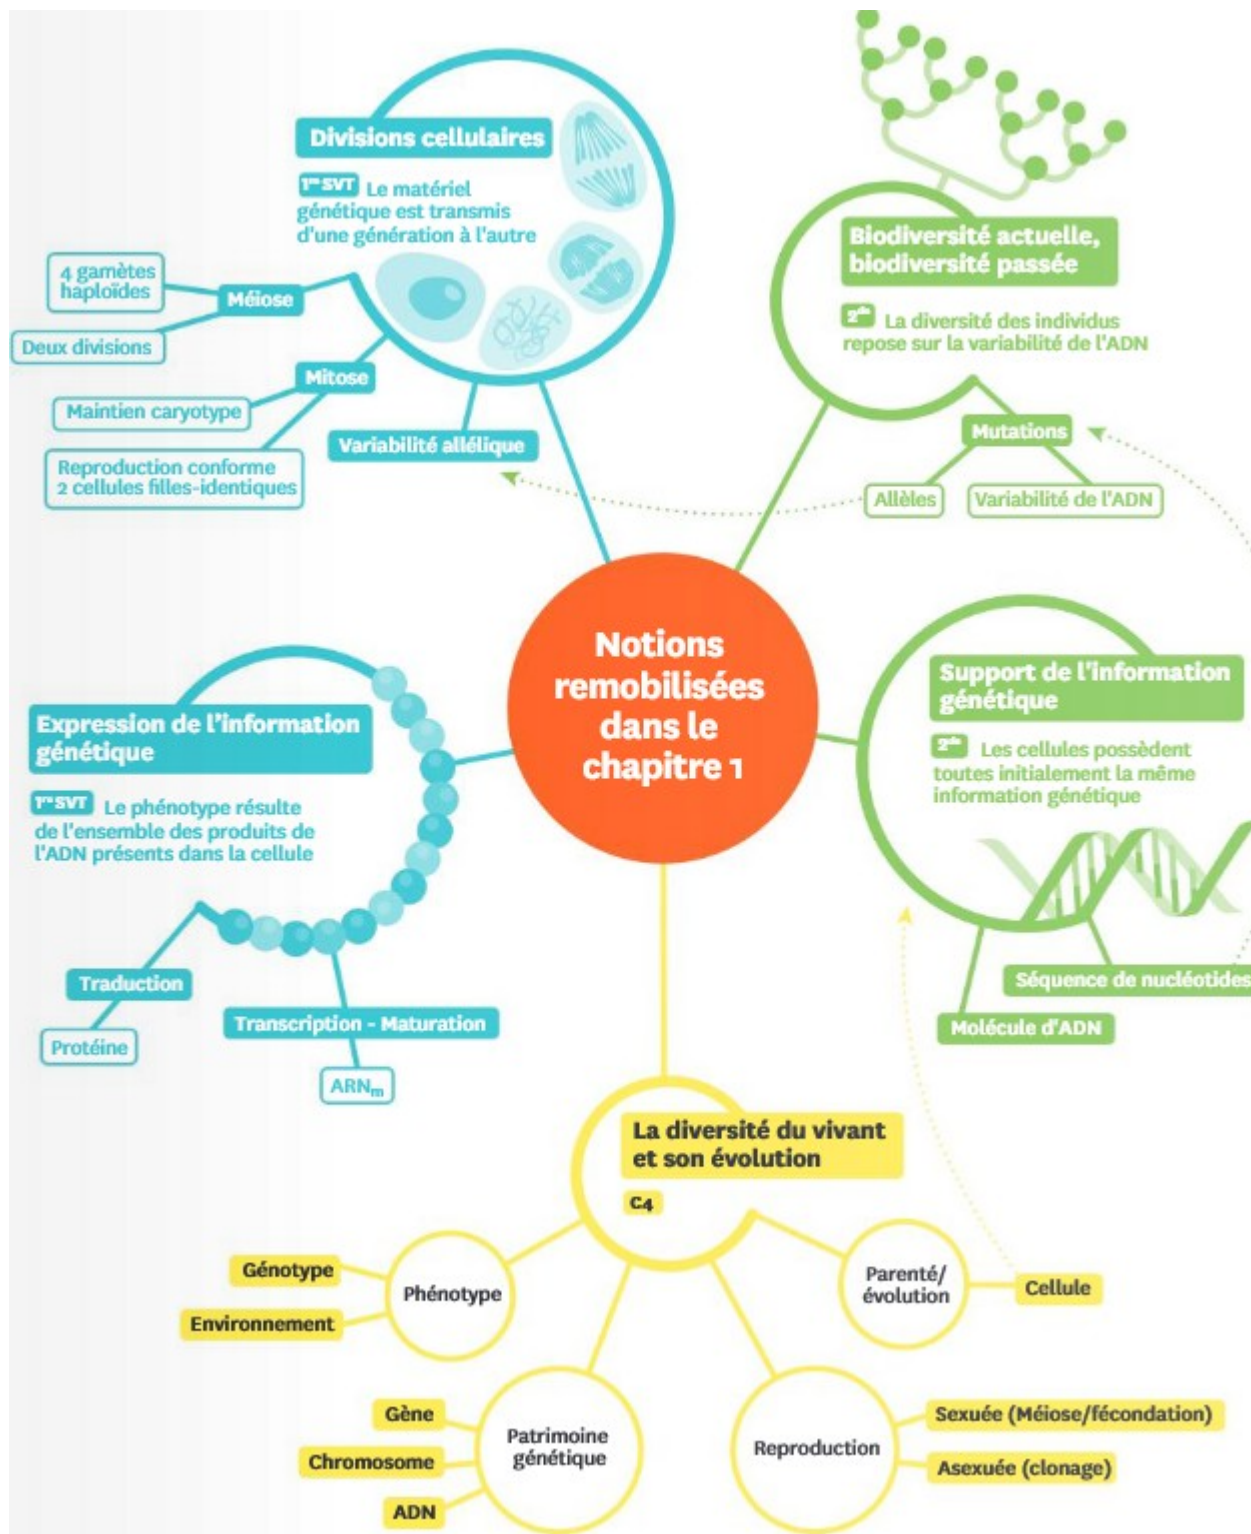 Divisions cellulaires
1re SVT Le matériel
génétique est transmis
d'une génération à l'autre
4 gamètes
haploïdes
Méiose
Deux divisions
Mitose
Maintien caryotype
Reproduction conforme
2 cellules filles-identiques
Variabilité allélique
Biodiversité actuelle,
biodiversité passée
2de La diversité des individus
repose sur la variabilité de l'ADN
Mutations
Allèles
Variabilité de l'ADN
Notions
remobilisées
dans le
chapitre 1
Expression de l'information
génétique
1re SVT Le phénotype résulte
de l'ensemble des produits de
l'ADN présents dans la cellule
Traduction
Protéine
Transcription - Maturation
ARNm
Support de l'information
génétique
2de Les cellules possèdent
toutes initialement la même
information génétique
Séquence de nucléotides
Molécule d'ADN
La diversité du vivant
et son évolution
C4
Génotype
Phénotype
Environnement
Parenté/
évolution
Cellule
Gène
Chromosome
ADN
Patrimoine
génétique
Reproduction
Sexuée (Méiose/fécondation)
Asexuée (clonage)